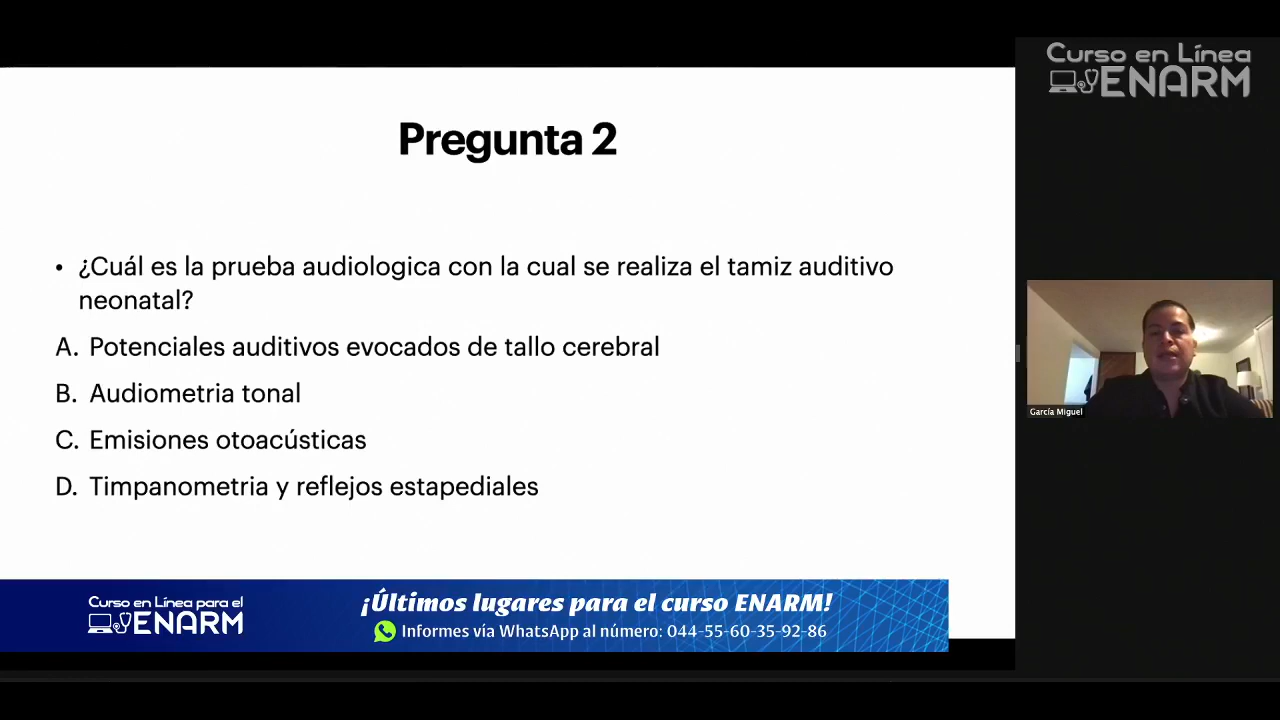 Curso en Línea
ENARM
Pregunta 2
• ¿Cuál es la prueba audiologica con la cual se realiza el tamiz auditivo
neonatal?
A. Potenciales auditivos evocados de tallo cerebral
B. Audiometria tonal
C. Emisiones otoacústicas
D. Timpanometria y reflejos estapediales
García Miguel
Curso en Línea para el
ENARM
¡Últimos lugares para el curso ENARM!
Informes vía WhatsApp al número: 044-55-60-35-92-86